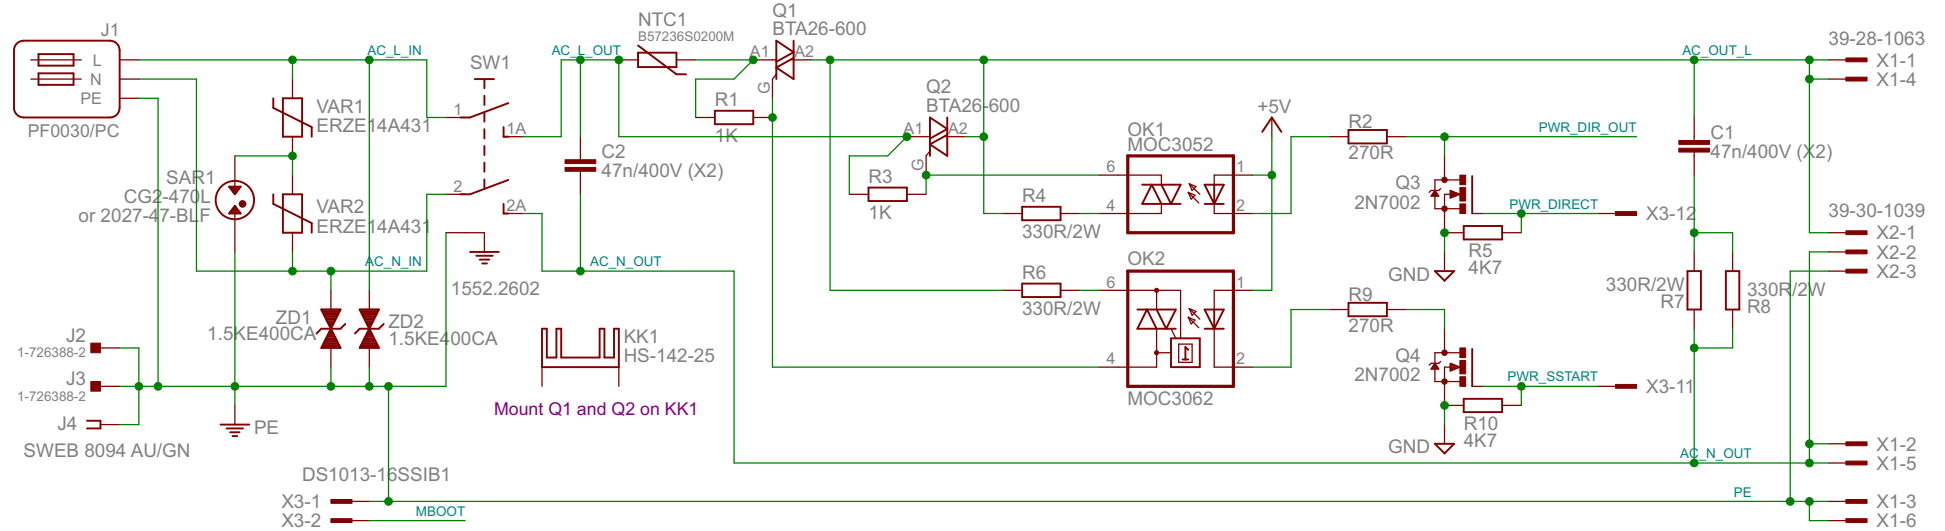 J1
L
N
PE
PF0030/PC
AC_L_IN
VAR1
ERZE14A431
SAR1
CG2-470L
or 2027-47-BLF
VAR2
ERZE14A431
AC_N_IN
ZD1
1.5KE400CA
ZD2
1.5KE400CA
J2
1-726388-2
J3
1-726388-2
J4
SWEB 8094 AU/GN
PE
SW1
1
1A
2
2A
1552.2602
AC_L_OUT
C2
47n/400V (X2)
AC_N_OUT
KK1
HS-142-25
Mount Q1 and Q2 on KK1
NTC1
B57236S0200M
Q1
BTA26-600
A1
A2
G
R1
1K
Q2
BTA26-600
A1
A2
G
R3
1K
R4
330R/2W
R6
330R/2W
OK1
MOC3052
6
4
1
2
OK2
6
4
1
2
MOC3062
+5V
R2
270R
PWR_DIR_OUT
Q3
2N7002
PWR_DIRECT
X3-12
R5
4K7
GND
R9
270R
Q4
2N7002
PWR_SSTART
X3-11
R10
4K7
GND
AC_OUT_L
C1
47n/400V (X2)
330R/2W
R7
330R/2W
R8
AC_N_OUT
39-28-1063
X1-1
X1-4
39-30-1039
X2-1
X2-2
X2-3
X1-2
X1-5
PE
X1-3
X1-6
DS1013-16SSIB1
X3-1
X3-2
MBOOT